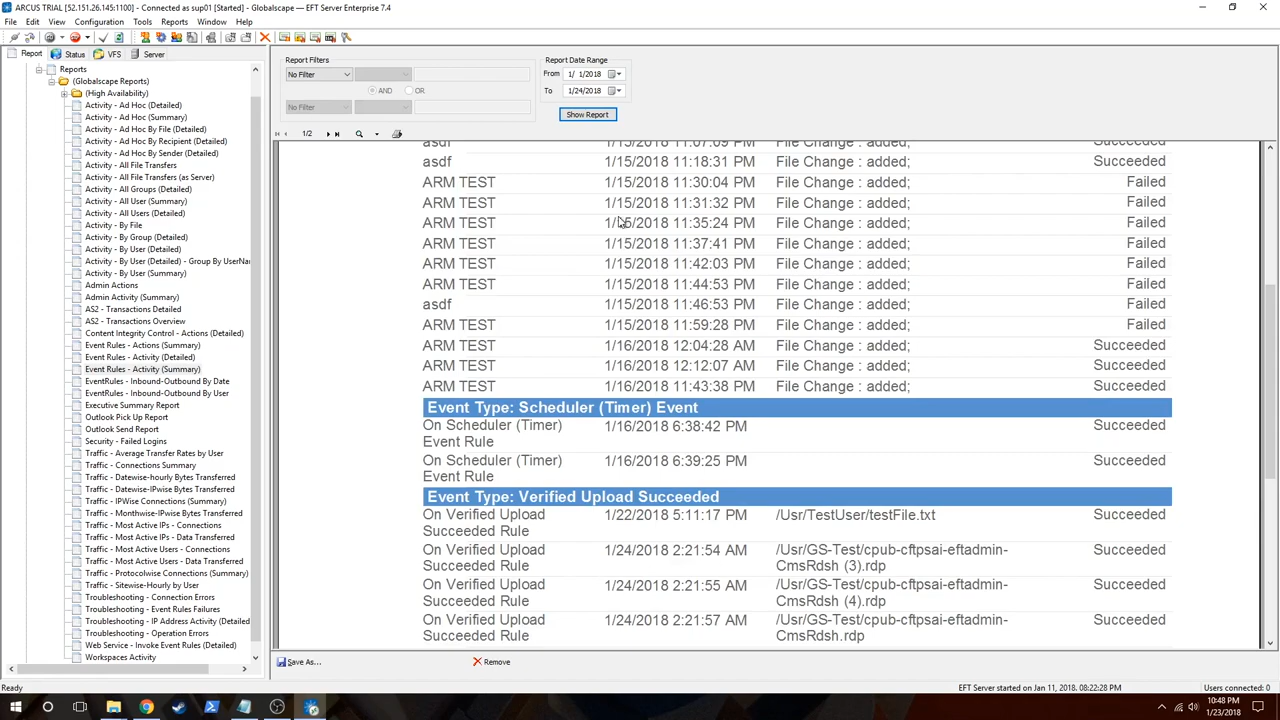 ARCUS TRIAL [52.151.26.145:1100] - Connected as sup01 [Started] - Globalscape - EFT Server Enterprise 7.4
File Edit View Configuration Tools Reports Window Help
Report Status VFS Server
Reports
(Globalscape Reports)
(High Availability)
Activity - Ad Hoc (Detailed)
Activity - Ad Hoc (Summary)
Activity - Ad Hoc By File (Detailed)
Activity - Ad Hoc By Recipient (Detailed)
Activity - Ad Hoc By Sender (Detailed)
Activity - All File Transfers
Activity - All File Transfers (as Server)
Activity - All Groups (Detailed)
Activity - All User (Summary)
Activity - All Users (Detailed)
Activity - By File
Activity - By Group (Detailed)
Activity - By User (Detailed)
Activity - By User (Detailed) - Group By UserNa
Activity - By User (Summary)
Admin Actions
Admin Activity (Summary)
AS2 - Transactions Detailed
AS2 - Transactions Overview
Content Integrity Control - Actions (Detailed)
Event Rules - Actions (Summary)
Event Rules - Activity (Detailed)
Event Rules - Activity (Summary)
EventRules - Inbound-Outbound By Date
EventRules - Inbound-Outbound By User
Executive Summary Report
Outlook Pick Up Report
Outlook Send Report
Security - Failed Logins
Traffic - Average Transfer Rates by User
Traffic - Connections Summary
Traffic - Datewise-hourly Bytes Transferred
Traffic - Datewise-IPwise Bytes Transferred
Traffic - IPWise Connections (Summary)
Traffic - Monthwise-IPwise Bytes Transferred
Traffic - Most Active IPs - Connections
Traffic - Most Active IPs - Data Transferred
Traffic - Most Active Users - Connections
Traffic - Most Active Users - Data Transferred
Traffic - Protocolwise Connections (Summary)
Traffic - Sitewise-Hourly by User
Troubleshooting - Connection Errors
Troubleshooting - Event Rules Failures
Troubleshooting - IP Address Activity (Detailed
Troubleshooting - Operation Errors
Web Service - Invoke Event Rules (Detailed)
Workspaces Activity
Report Filters
No Filter
AND OR
No Filter
Report Date Range
From 1/ 1/2018
To 1/24/2018
Show Report
1/2
asdf 1/15/2018 11:07:09 PM File Change : added; Succeeded
asdf 1/15/2018 11:18:31 PM File Change : added; Succeeded
ARM TEST 1/15/2018 11:30:04 PM File Change : added; Failed
ARM TEST 1/15/2018 11:31:32 PM File Change : added; Failed
ARM TEST 1/15/2018 11:35:24 PM File Change : added; Failed
ARM TEST 1/15/2018 11:37:41 PM File Change : added; Failed
ARM TEST 1/15/2018 11:42:03 PM File Change : added; Failed
ARM TEST 1/15/2018 11:44:53 PM File Change : added; Failed
asdf 1/15/2018 11:46:53 PM File Change : added; Failed
ARM TEST 1/15/2018 11:59:28 PM File Change : added; Failed
ARM TEST 1/16/2018 12:04:28 AM File Change : added; Succeeded
ARM TEST 1/16/2018 12:12:07 AM File Change : added; Succeeded
ARM TEST 1/16/2018 11:43:38 PM File Change : added; Succeeded
Event Type: Scheduler (Timer) Event
On Scheduler (Timer) 1/16/2018 6:38:42 PM Succeeded
Event Rule
On Scheduler (Timer) 1/16/2018 6:39:25 PM Succeeded
Event Rule
Event Type: Verified Upload Succeeded
On Verified Upload 1/22/2018 5:11:17 PM /Usr/TestUser/testFile.txt Succeeded
Succeeded Rule
On Verified Upload 1/24/2018 2:21:54 AM /Usr/GS-Test/cpub-cftpsai-eftadmin- Succeeded
Succeeded Rule CmsRdsh (3).rdp
On Verified Upload 1/24/2018 2:21:55 AM /Usr/GS-Test/cpub-cftpsai-eftadmin- Succeeded
Succeeded Rule CmsRdsh (4).rdp
On Verified Upload 1/24/2018 2:21:57 AM /Usr/GS-Test/cpub-cftpsai-eftadmin- Succeeded
Succeeded Rule CmsRdsh.rdp
Save As... Remove
Ready EFT Server started on Jan 11, 2018. 08:22:28 PM Users connected: 0
10:48 PM
1/23/2018